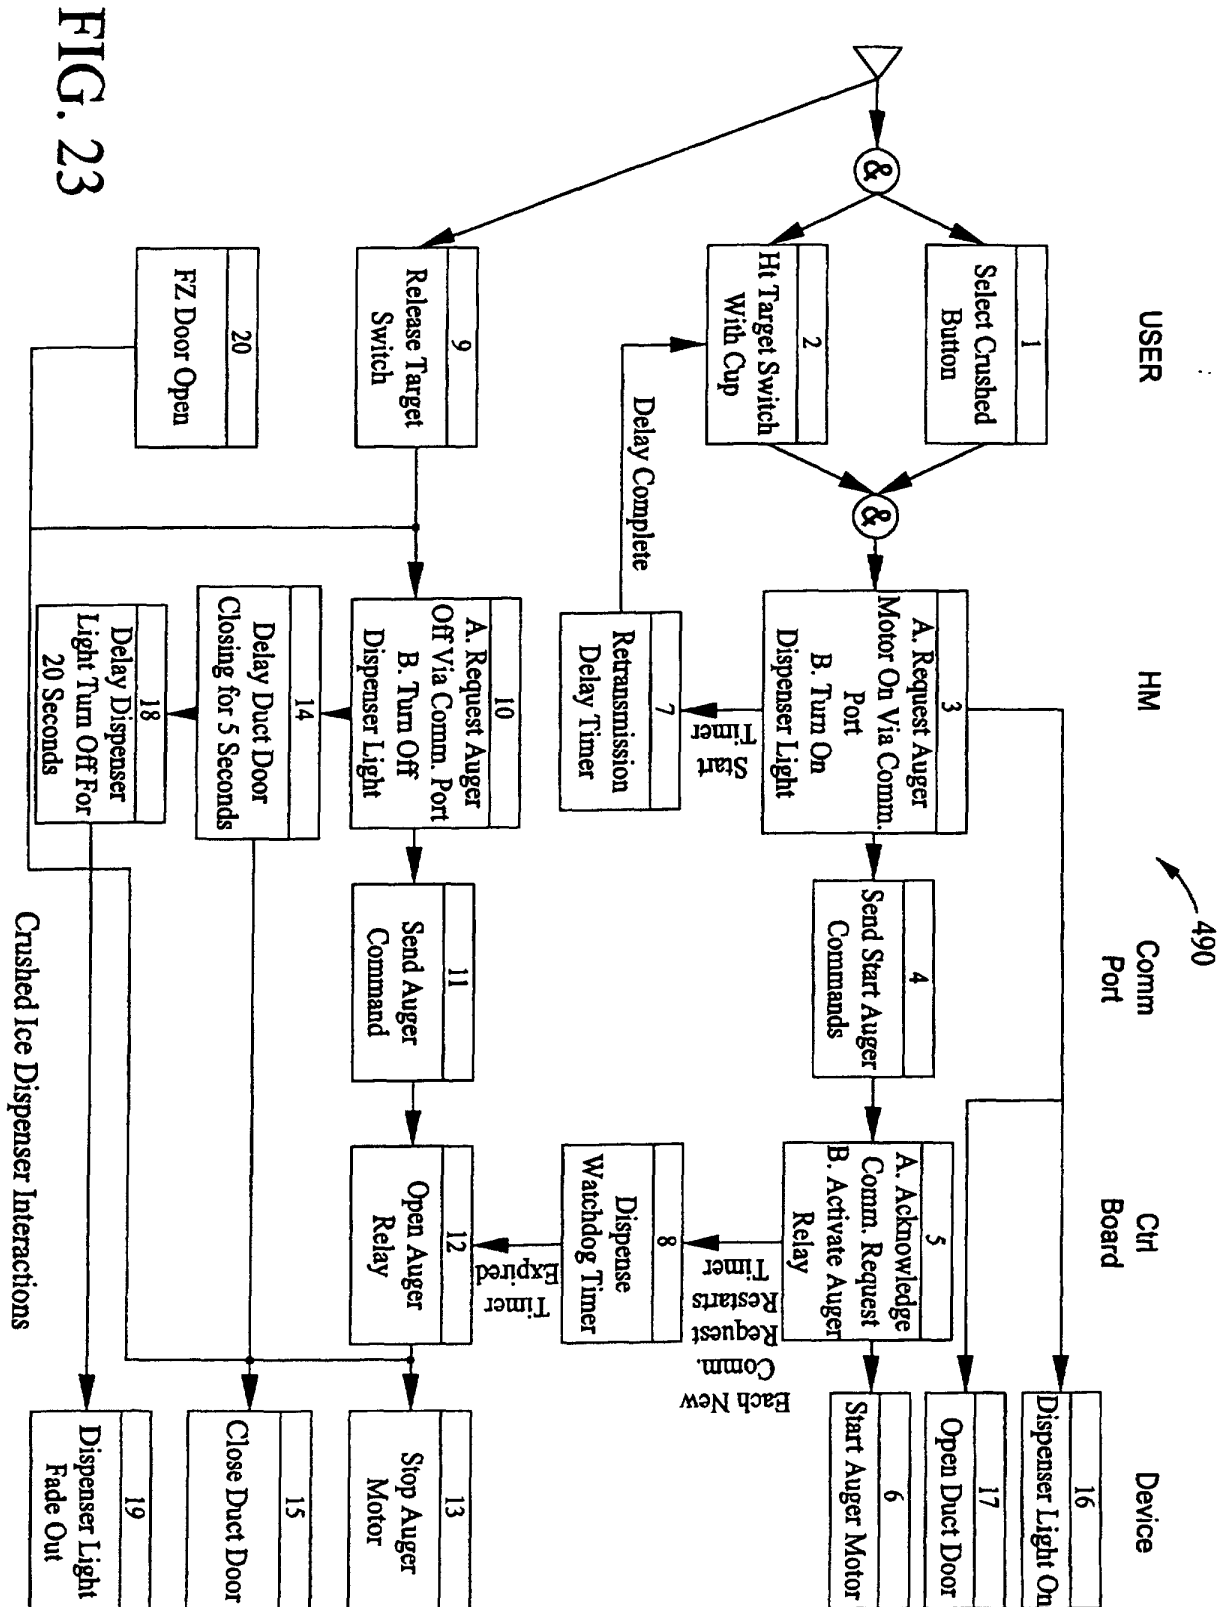 490
USER
HM
Comm
Port
Ctrl
Board
Device
&
1
Select Crushed
Button
2
Ht Target Switch
With Cup
&
3
A. Request Auger
Motor On Via Comm.
Port
B. Turn On
Dispenser Light
4
Send Start Auger
Commands
5
A. Acknowledge
Comm. Request
B. Activate Auger
Relay
16
Dispenser Light On
17
Open Duct Door
6
Start Auger Motor
Start
Timer
7
Retransmission
Delay Timer
Delay Complete
Each New
Comm.
Request
Restarts
Timer
8
Dispense
Watchdog Timer
Timer
Expired
9
Release Target
Switch
10
A. Request Auger
Off Via Comm. Port
B. Turn Off
Dispenser Light
11
Send Auger
Command
12
Open Auger
Relay
13
Stop Auger
Motor
14
Delay Duct Door
Closing for 5 Seconds
15
Close Duct Door
20
FZ Door Open
18
Delay Dispenser
Light Turn Off For
20 Seconds
19
Dispenser Light
Fade Out
Crushed Ice Dispenser Interactions
FIG. 23